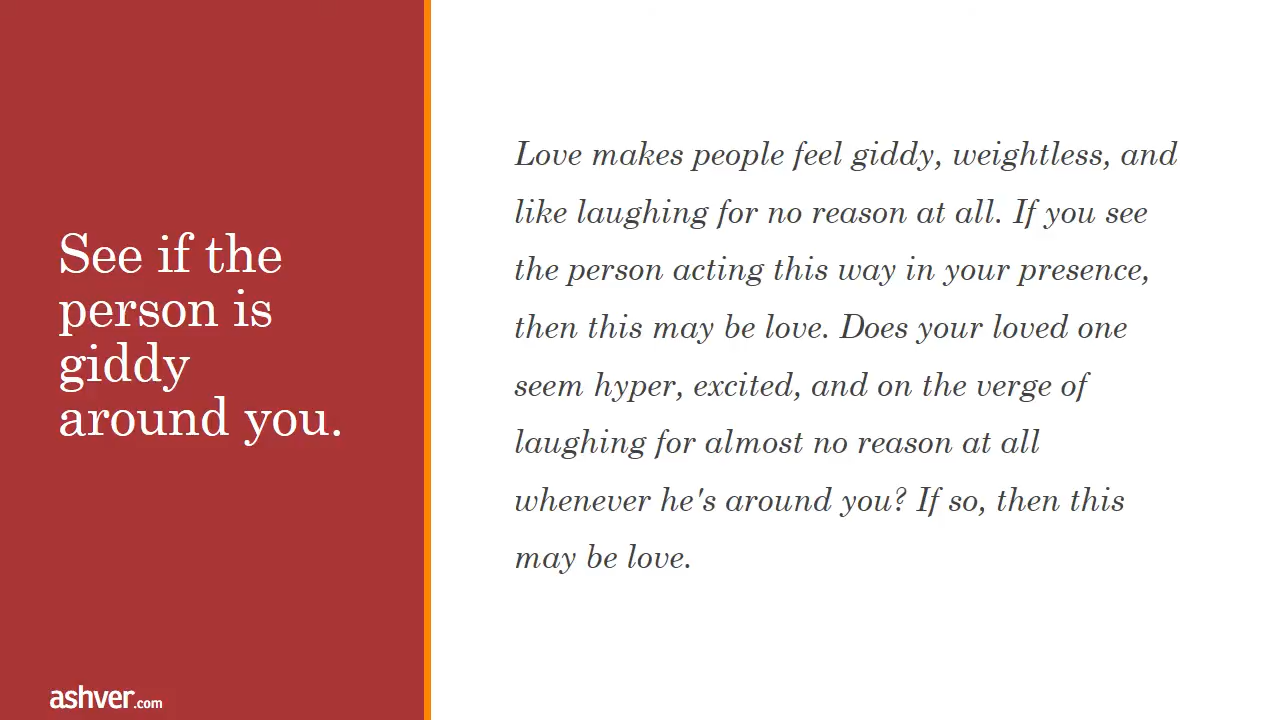 See if the
person is
giddy
around you.
Love makes people feel giddy, weightless, and
like laughing for no reason at all. If you see
the person acting this way in your presence,
then this may be love. Does your loved one
seem hyper, excited, and on the verge of
laughing for almost no reason at all
whenever he's around you? If so, then this
may be love.
ashver.com